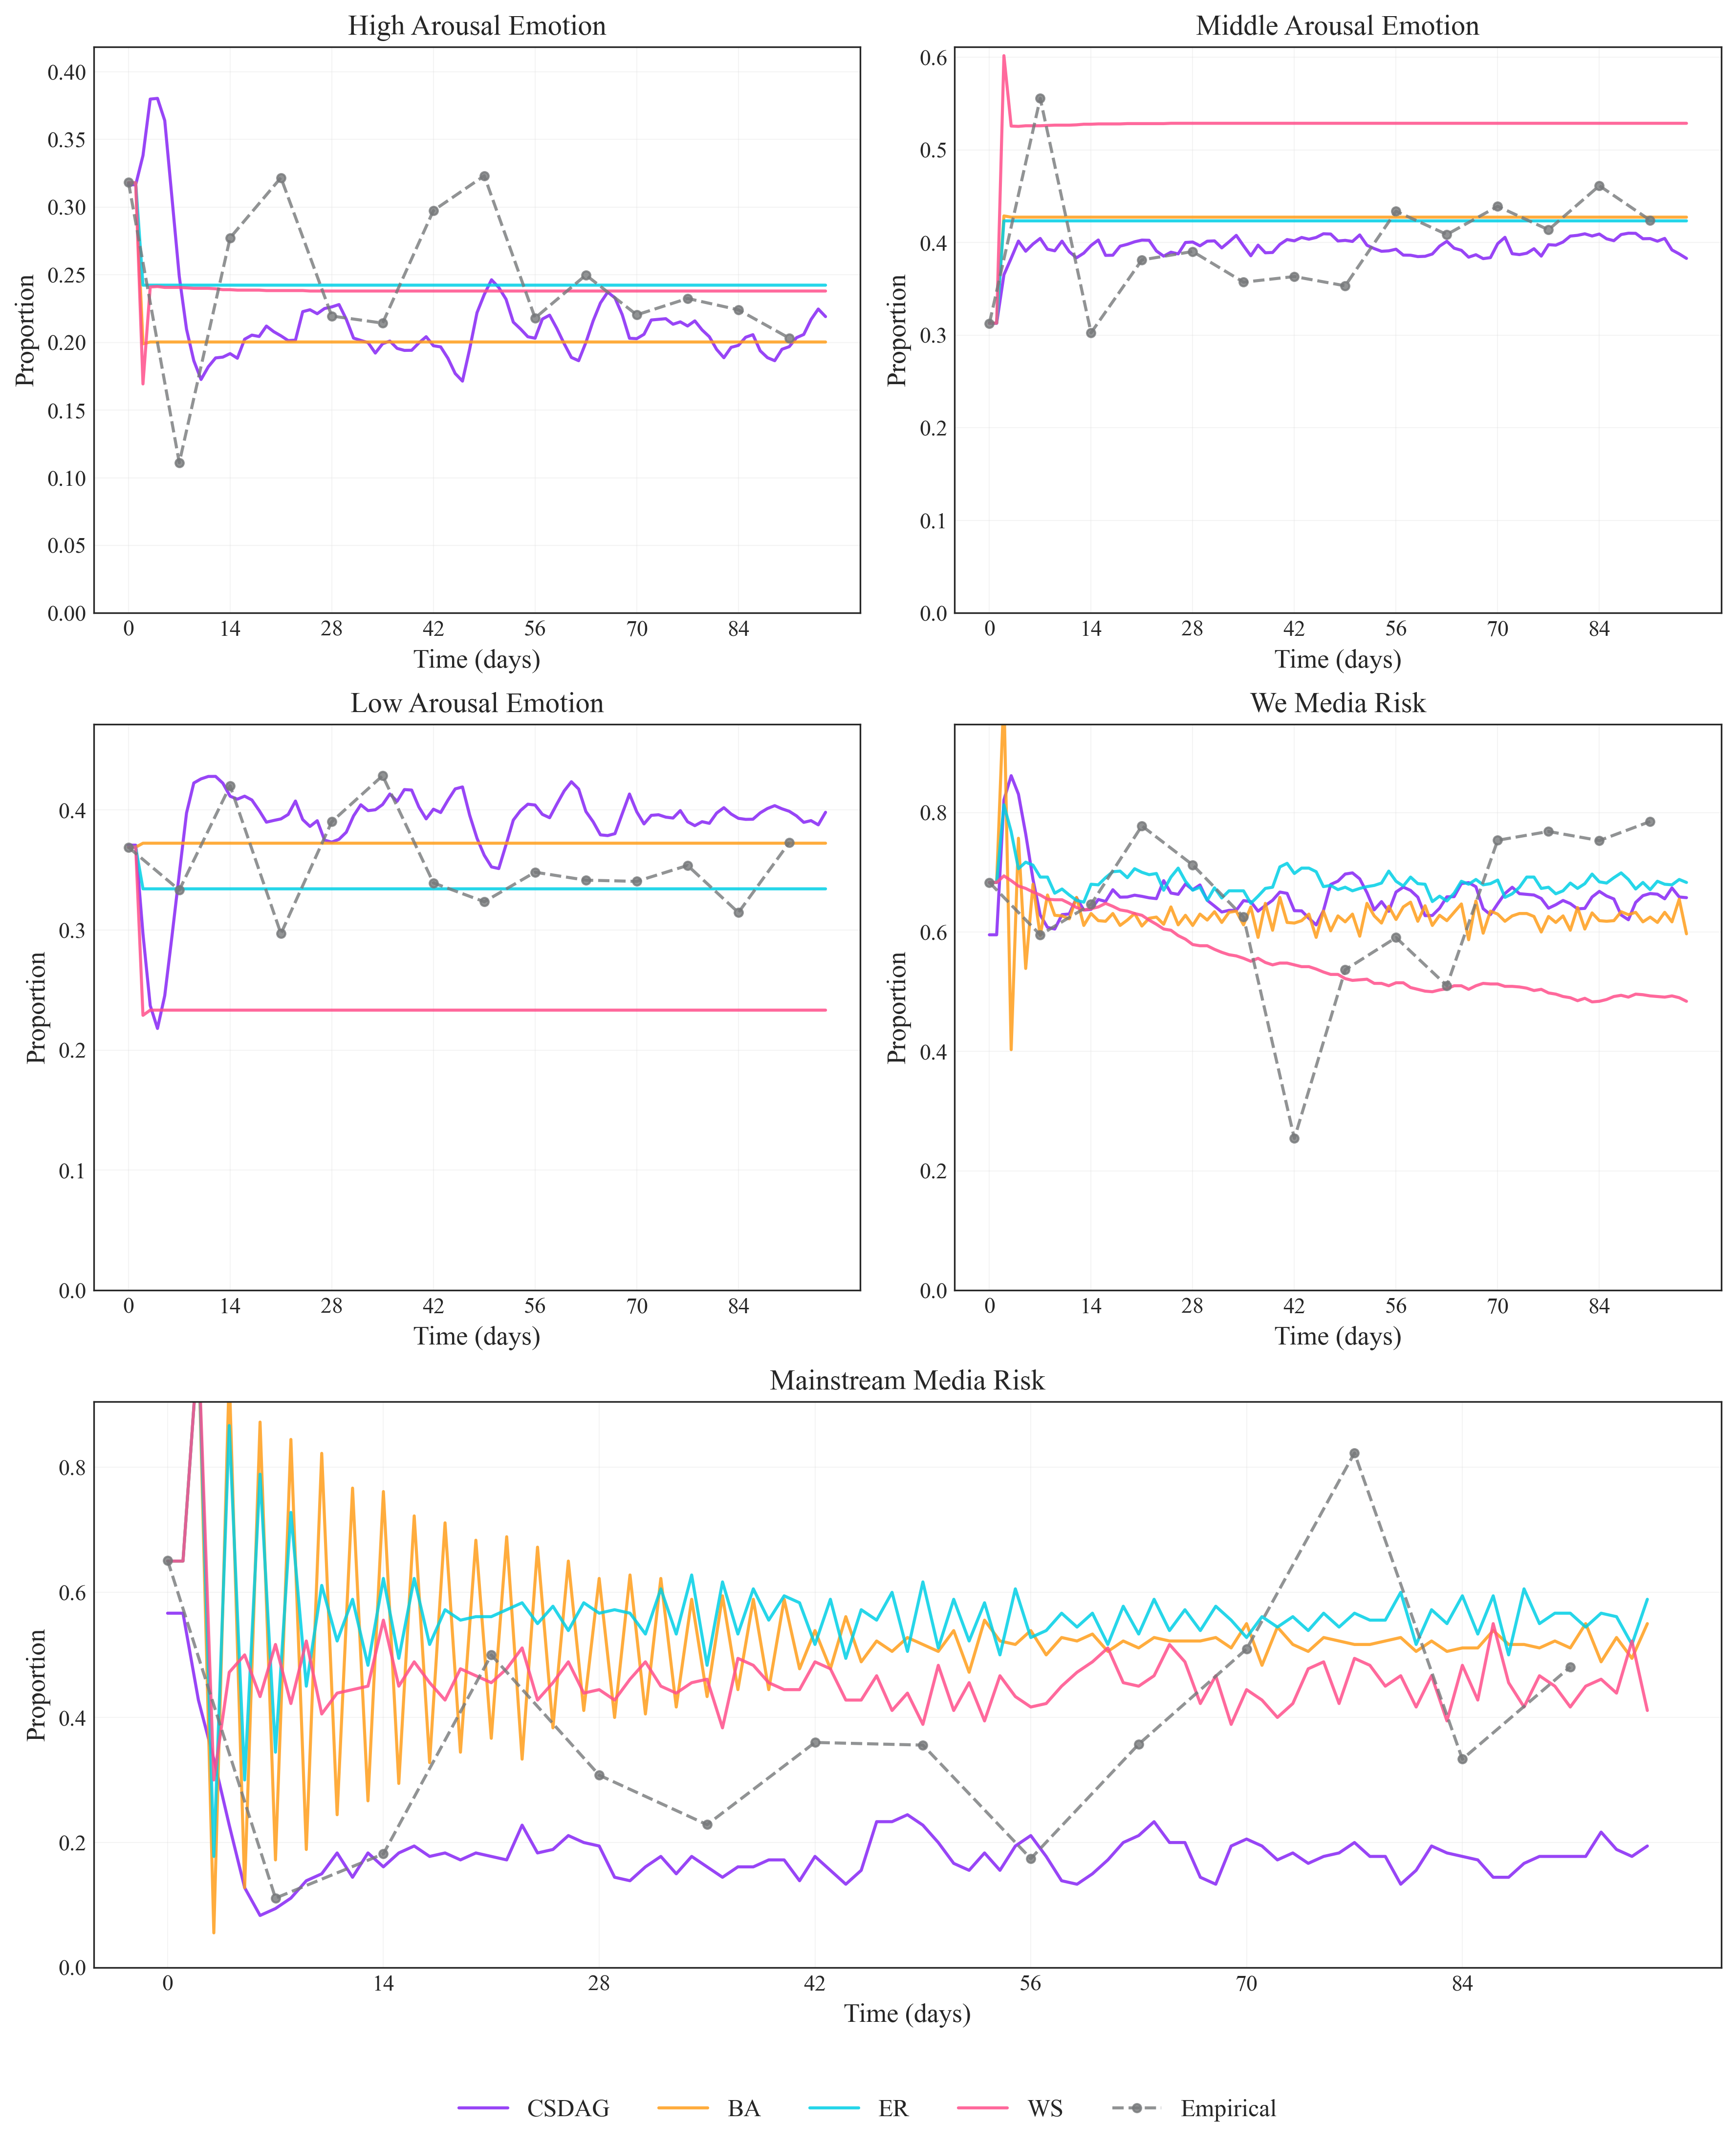 High Arousal Emotion
Middle Arousal Emotion
0.40
0.35
0.30
0.25
0.20
0.15
0.10
0.05
0.00
Proportion
0 14 28 42 56 70 84
Time (days)
0.6
0.5
0.4
0.3
0.2
0.1
0.0
Proportion
0 14 28 42 56 70 84
Time (days)
Low Arousal Emotion
We Media Risk
0.4
0.3
0.2
0.1
0.0
Proportion
0 14 28 42 56 70 84
Time (days)
0.8
0.6
0.4
0.2
0.0
Proportion
0 14 28 42 56 70 84
Time (days)
Mainstream Media Risk
0.8
0.6
0.4
0.2
0.0
Proportion
0 14 28 42 56 70 84
Time (days)
CSDAG BA ER WS Empirical